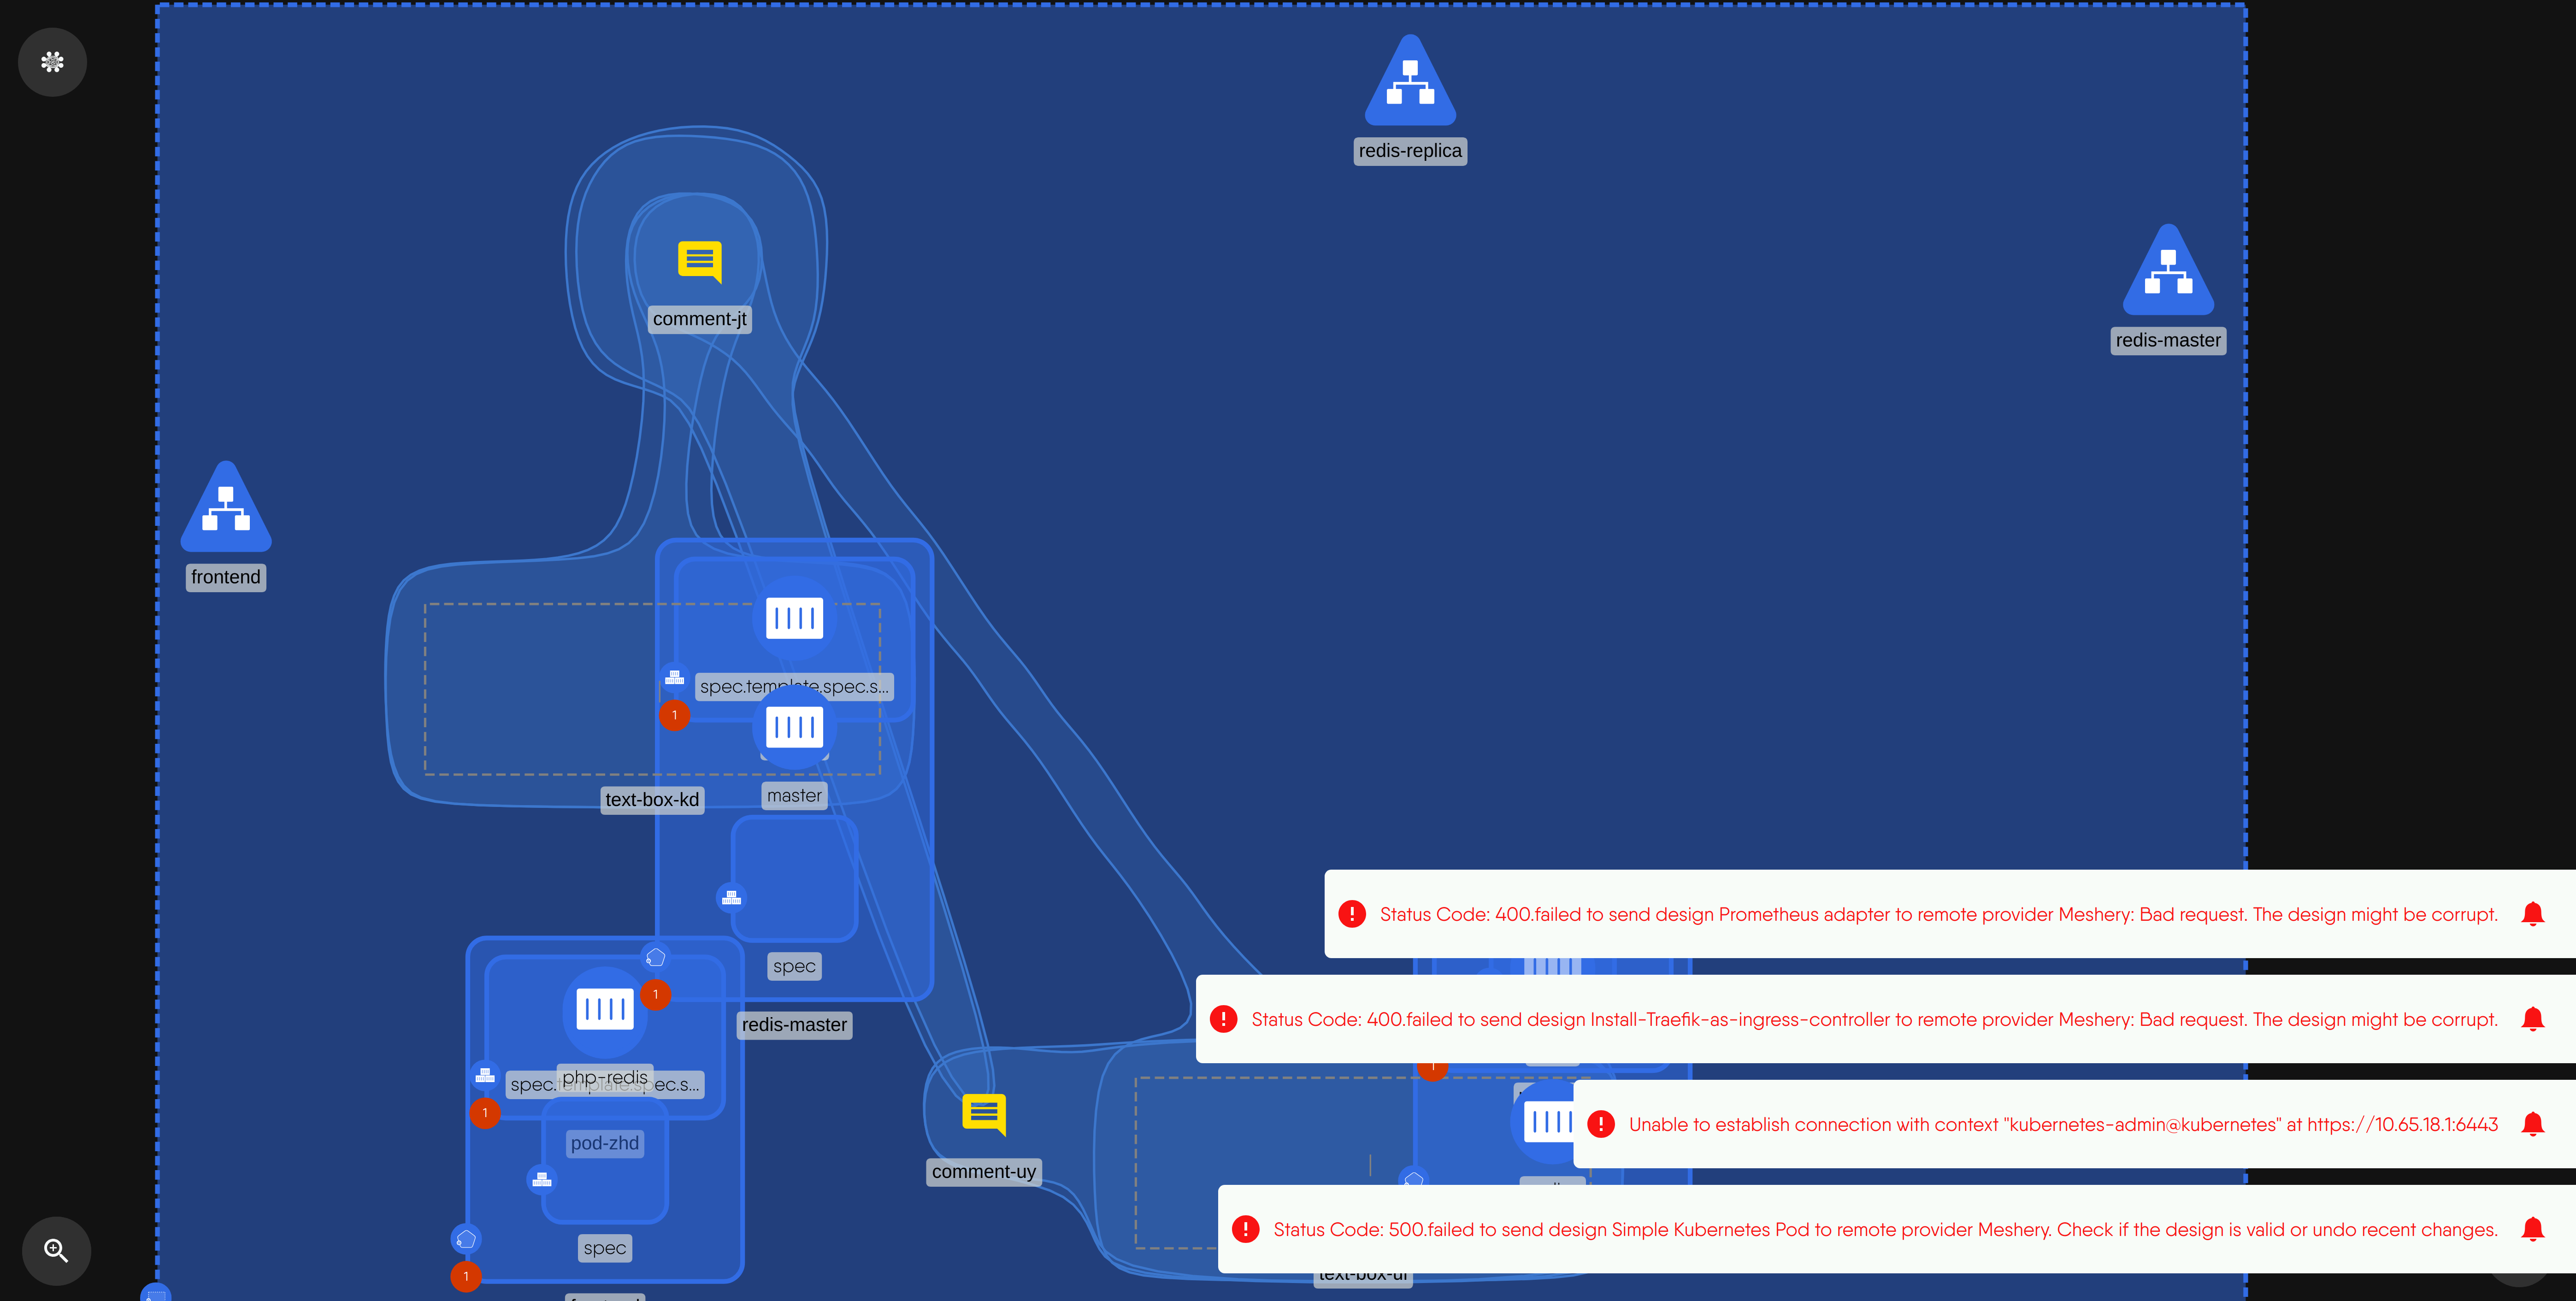 redis-replica
redis-master
comment-jt
frontend
spec.template.spec.s...
1
master
text-box-kd
spec
1
redis-master
php-redis
spec.template.spec.s...
1
pod-zhd
spec
1
comment-uy
1
Status Code: 400.failed to send design Prometheus adapter to remote provider Meshery: Bad request. The design might be corrupt.
Status Code: 400.failed to send design Install-Traefik-as-ingress-controller to remote provider Meshery: Bad request. The design might be corrupt.
Unable to establish connection with context "kubernetes-admin@kubernetes" at https://10.65.18.1:6443
Status Code: 500.failed to send design Simple Kubernetes Pod to remote provider Meshery. Check if the design is valid or undo recent changes.